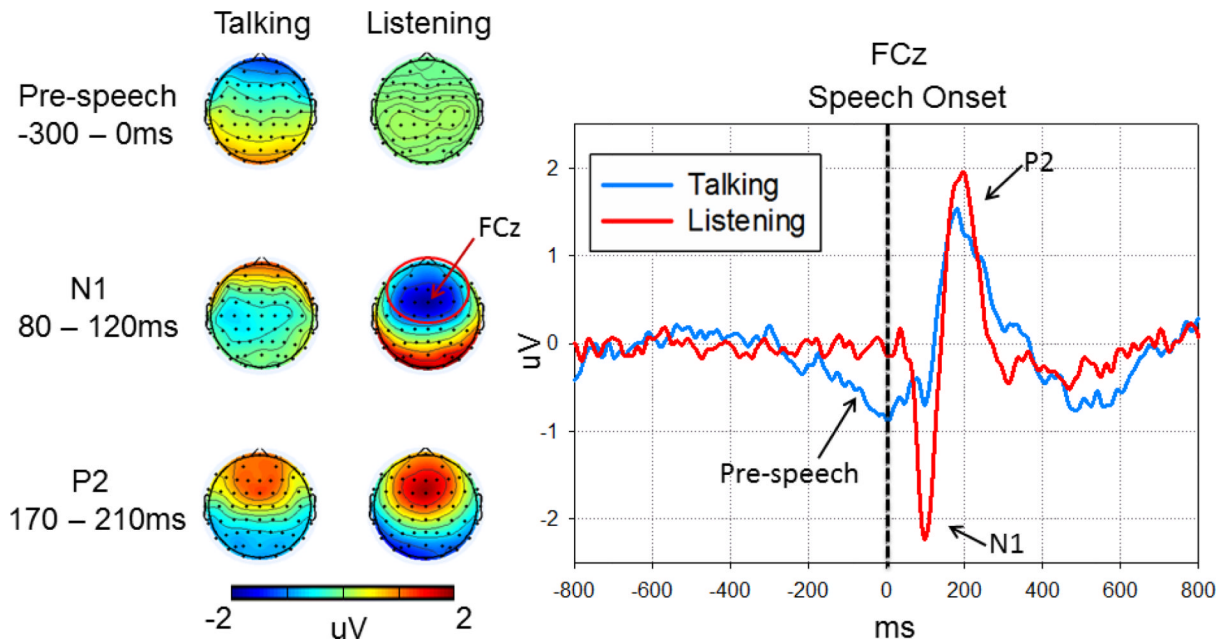 Talking
Listening
Pre-speech
-300 – 0ms
N1
80 – 120ms
FCz
P2
170 – 210ms
-2
2
uV
FCz
Speech Onset
Talking
Listening
P2
Pre-speech
N1
uV
2
1
0
-1
-2
-800
-600
-400
-200
0
200
400
600
800
ms